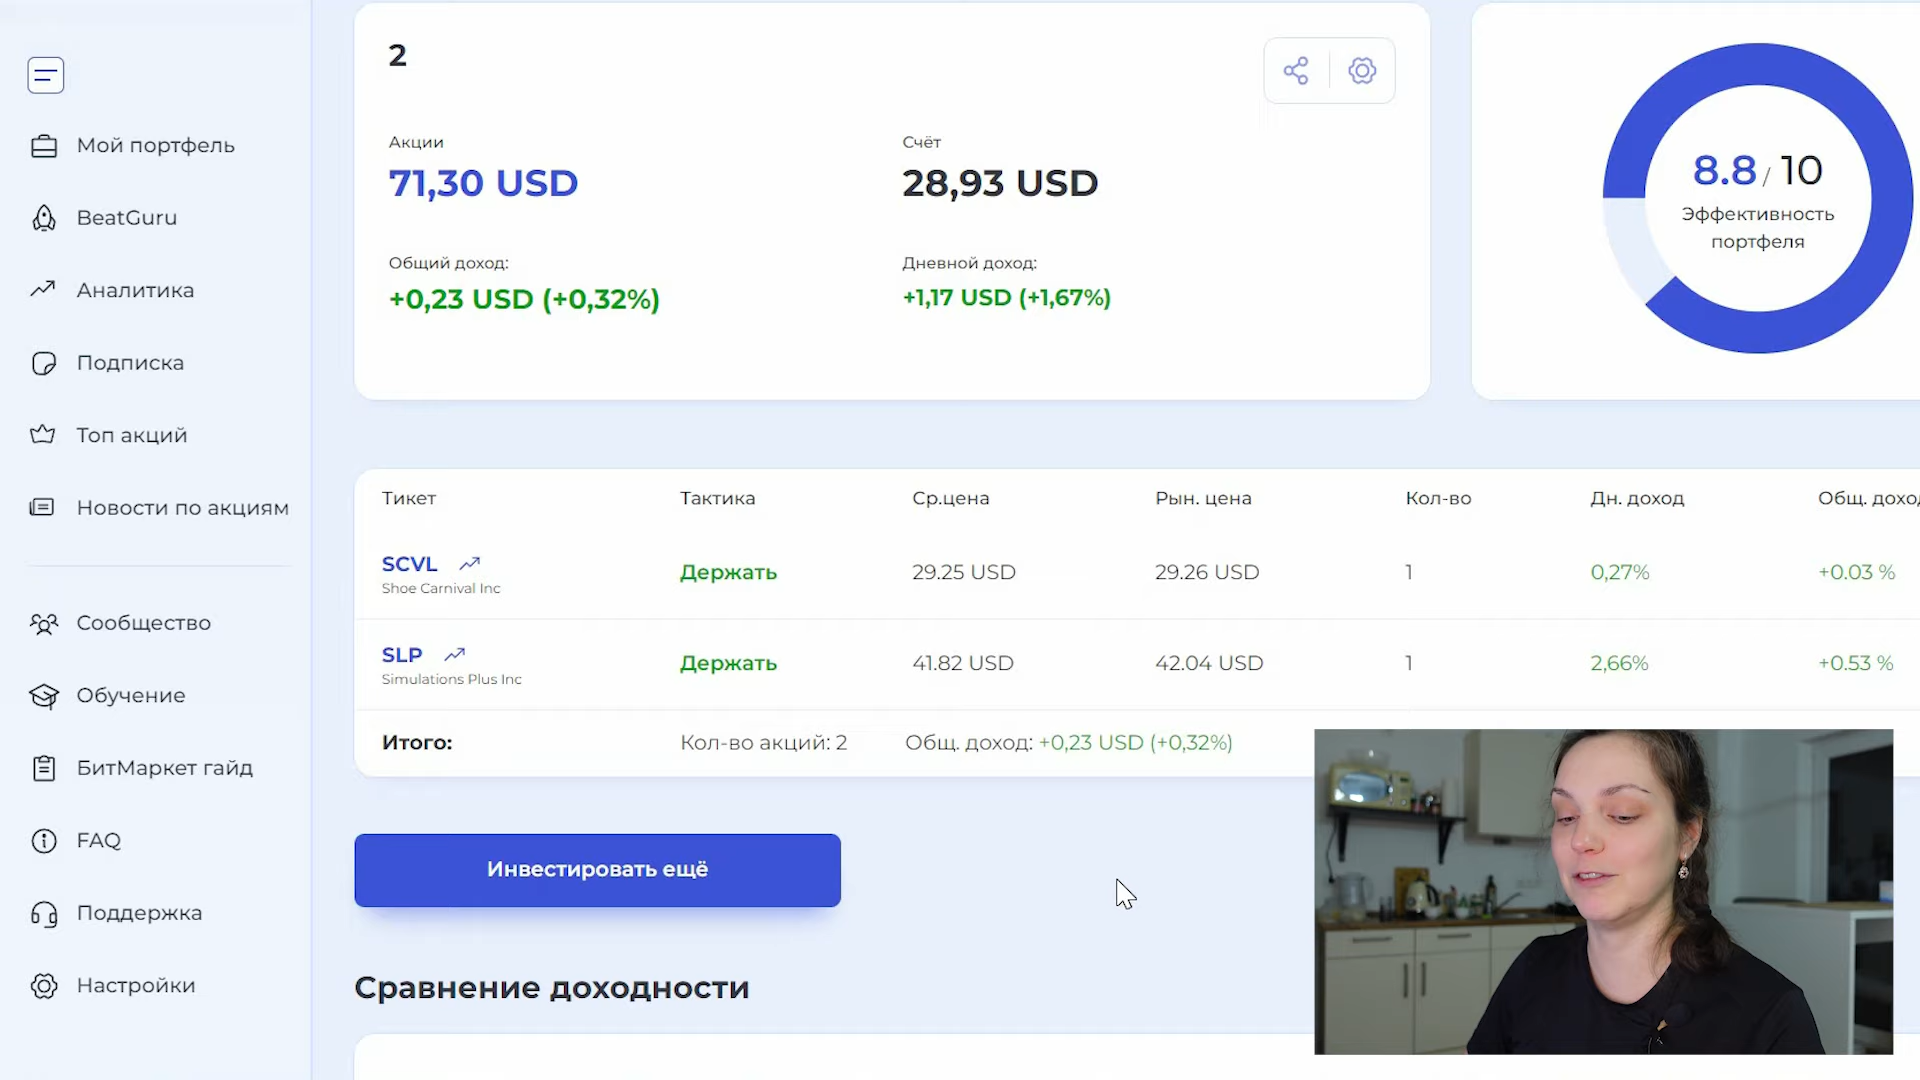 Мой портфель
BeatGuru
Аналитика
Подписка
Топ акций
Новости по акциям
Сообщество
Обучение
БитМаркет гайд
FAQ
Поддержка
Настройки
2
Акции
71,30 USD
Счёт
28,93 USD
Общий доход:
+0,23 USD (+0,32%)
Дневной доход:
+1,17 USD (+1,67%)
8.8 / 10
Эффективность
портфеля
Тикет Тактика Ср.цена Рын. цена Кол-во Дн. доход Общ. дохо
SCVL Держать 29.25 USD 29.26 USD 1 0,27% +0.03 %
Shoe Carnival Inc
SLP Держать 41.82 USD 42.04 USD 1 2,66% +0.53 %
Simulations Plus Inc
Итого: Кол-во акций: 2 Общ. доход: +0,23 USD (+0,32%)
Инвестировать ещё
Сравнение доходности